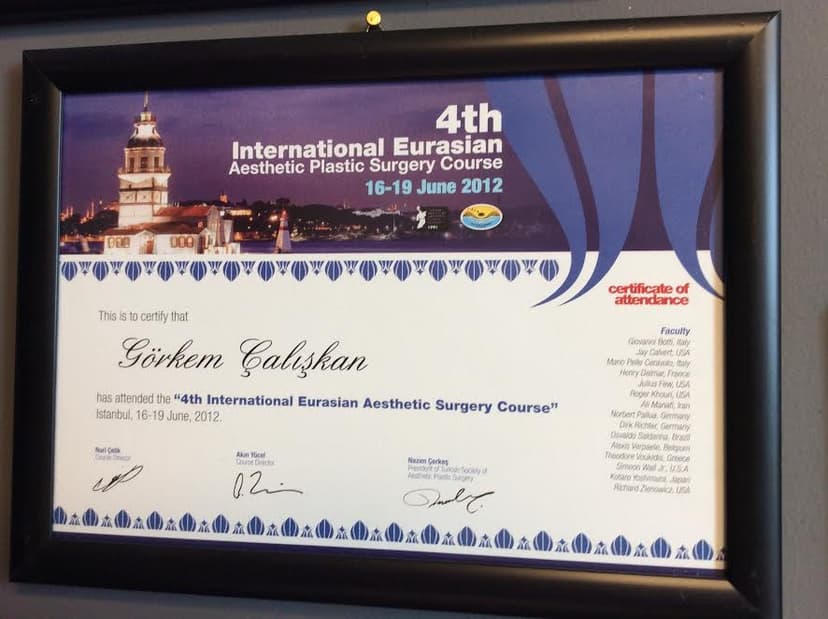 4th
International Eurasian
Aesthetic Plastic Surgery Course
16-19 June 2012
certificate of
attendance
This is to certify that
Görkem Çalışkan
has attended the “4th International Eurasian Aesthetic Surgery Course”
Istanbul, 16-19 June, 2012.
Faculty
Giovanni Botti, Italy
Jay Calvert, USA
Mario Pelle Ceravolo, Italy
Henry Delmar, France
Julius Few, USA
Roger Khouri, USA
Ali Manafi, Iran
Norbert Pallua, Germany
Dirk Richter, Germany
Osvaldo Saldanha, Brazil
Alexis Verpaele, Belgium
Theodore Voukidis, Greece
Simeon Wall Jr., U.S.A
Kotaro Yoshimura, Japan
Richard Zienowicz, USA
Nuri Çelik
Course Director
Akın Yücel
Course Director
Nazım Çerkeş
President of Turkish Society of
Aesthetic Plastic Surgery